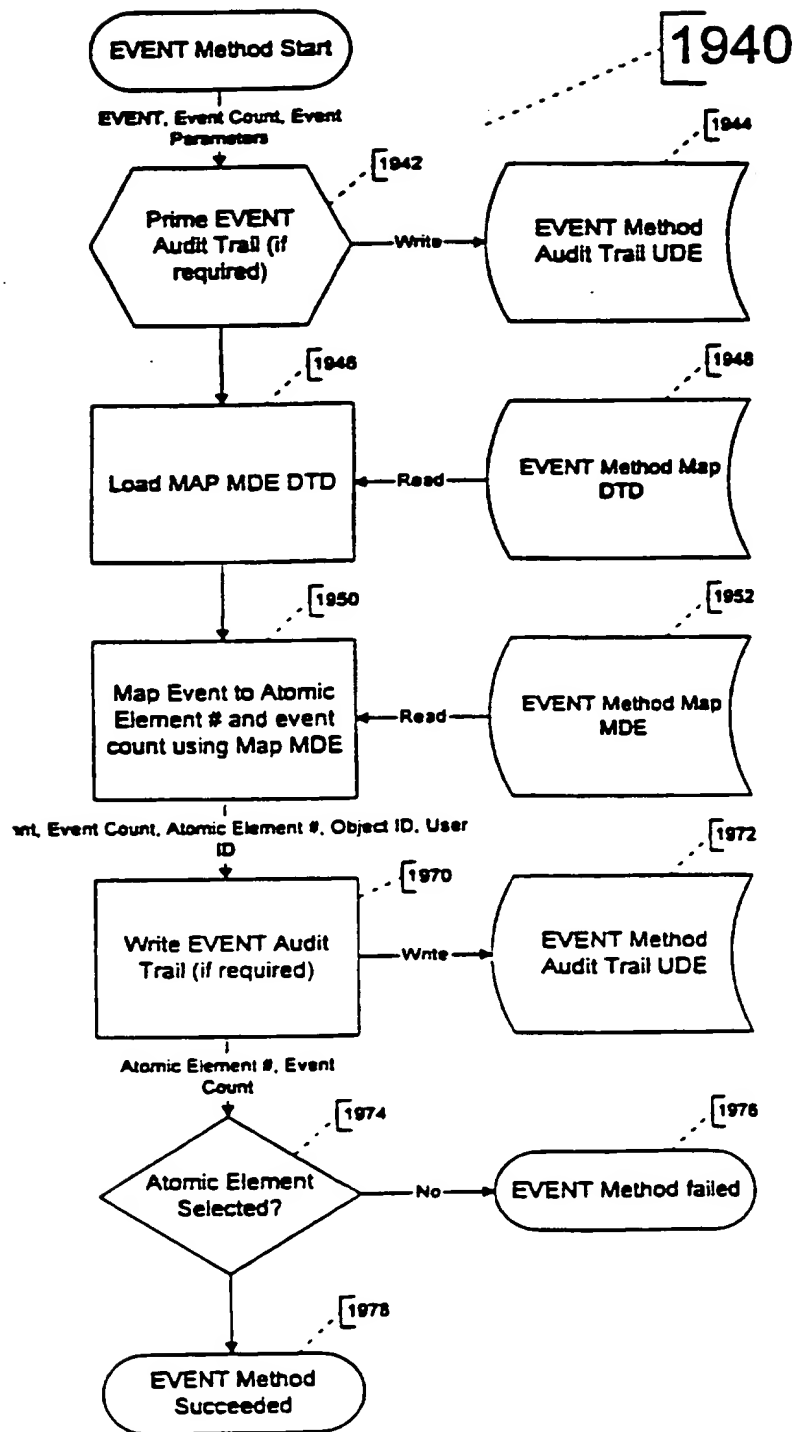 1940
EVENT Method Start
EVENT, Event Count, Event
Parameters
1942
1944
Prime EVENT
Audit Trail (if
required)
Write
EVENT Method
Audit Trail UDE
1946
1948
Load MAP MDE DTD
Read
EVENT Method Map
DTD
1950
1952
Map Event to Atomic
Element # and event
count using Map MDE
Read
EVENT Method Map
MDE
nt, Event Count, Atomic Element #, Object ID, User
ID
1970
1972
Write EVENT Audit
Trail (if required)
Write
EVENT Method
Audit Trail UDE
Atomic Element #, Event
Count
1974
1976
Atomic Element
Selected?
No
EVENT Method failed
1978
EVENT Method
Succeeded